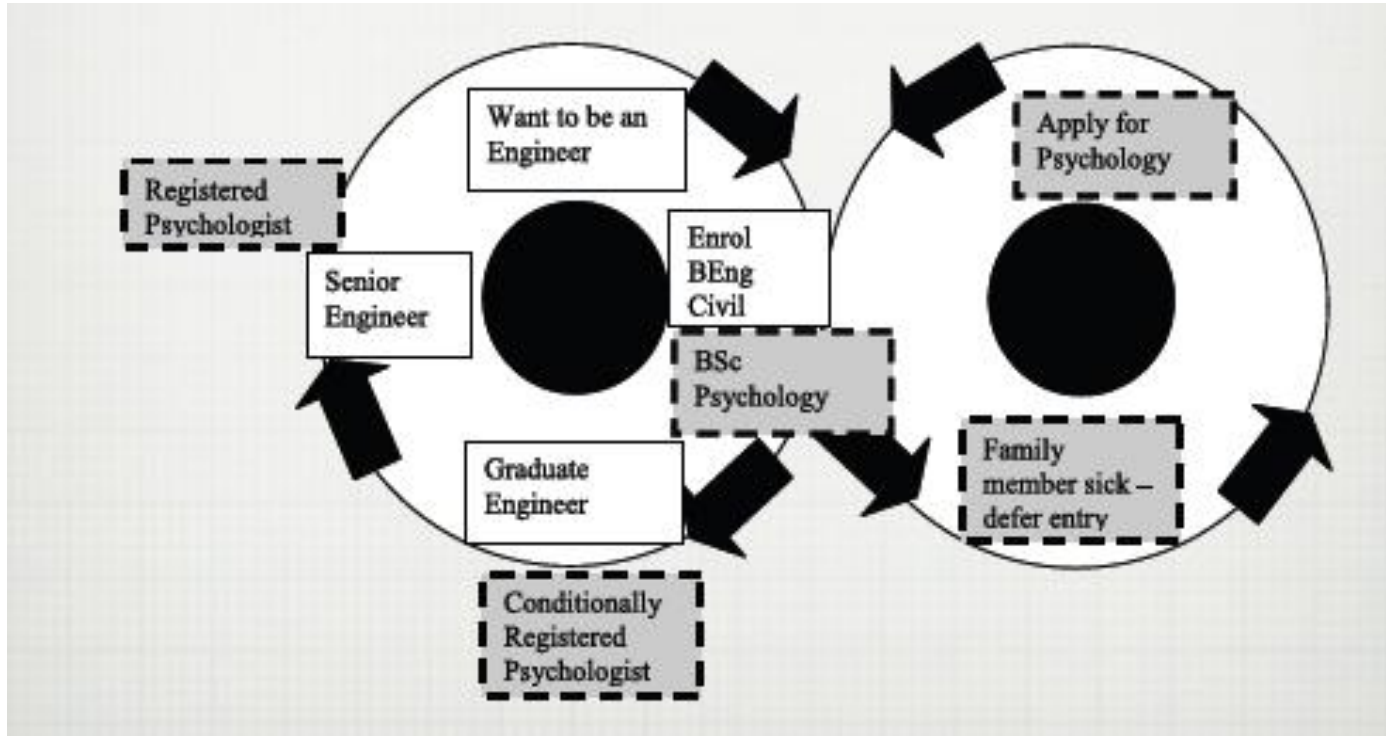 Want to be an
Engineer
Apply for
Psychology
Registered
Psychologist
Enrol
BEng
Civil
Senior
Engineer
BSc
Psychology
Family
member sick –
defer entry
Graduate
Engineer
Conditionally
Registered
Psychologist